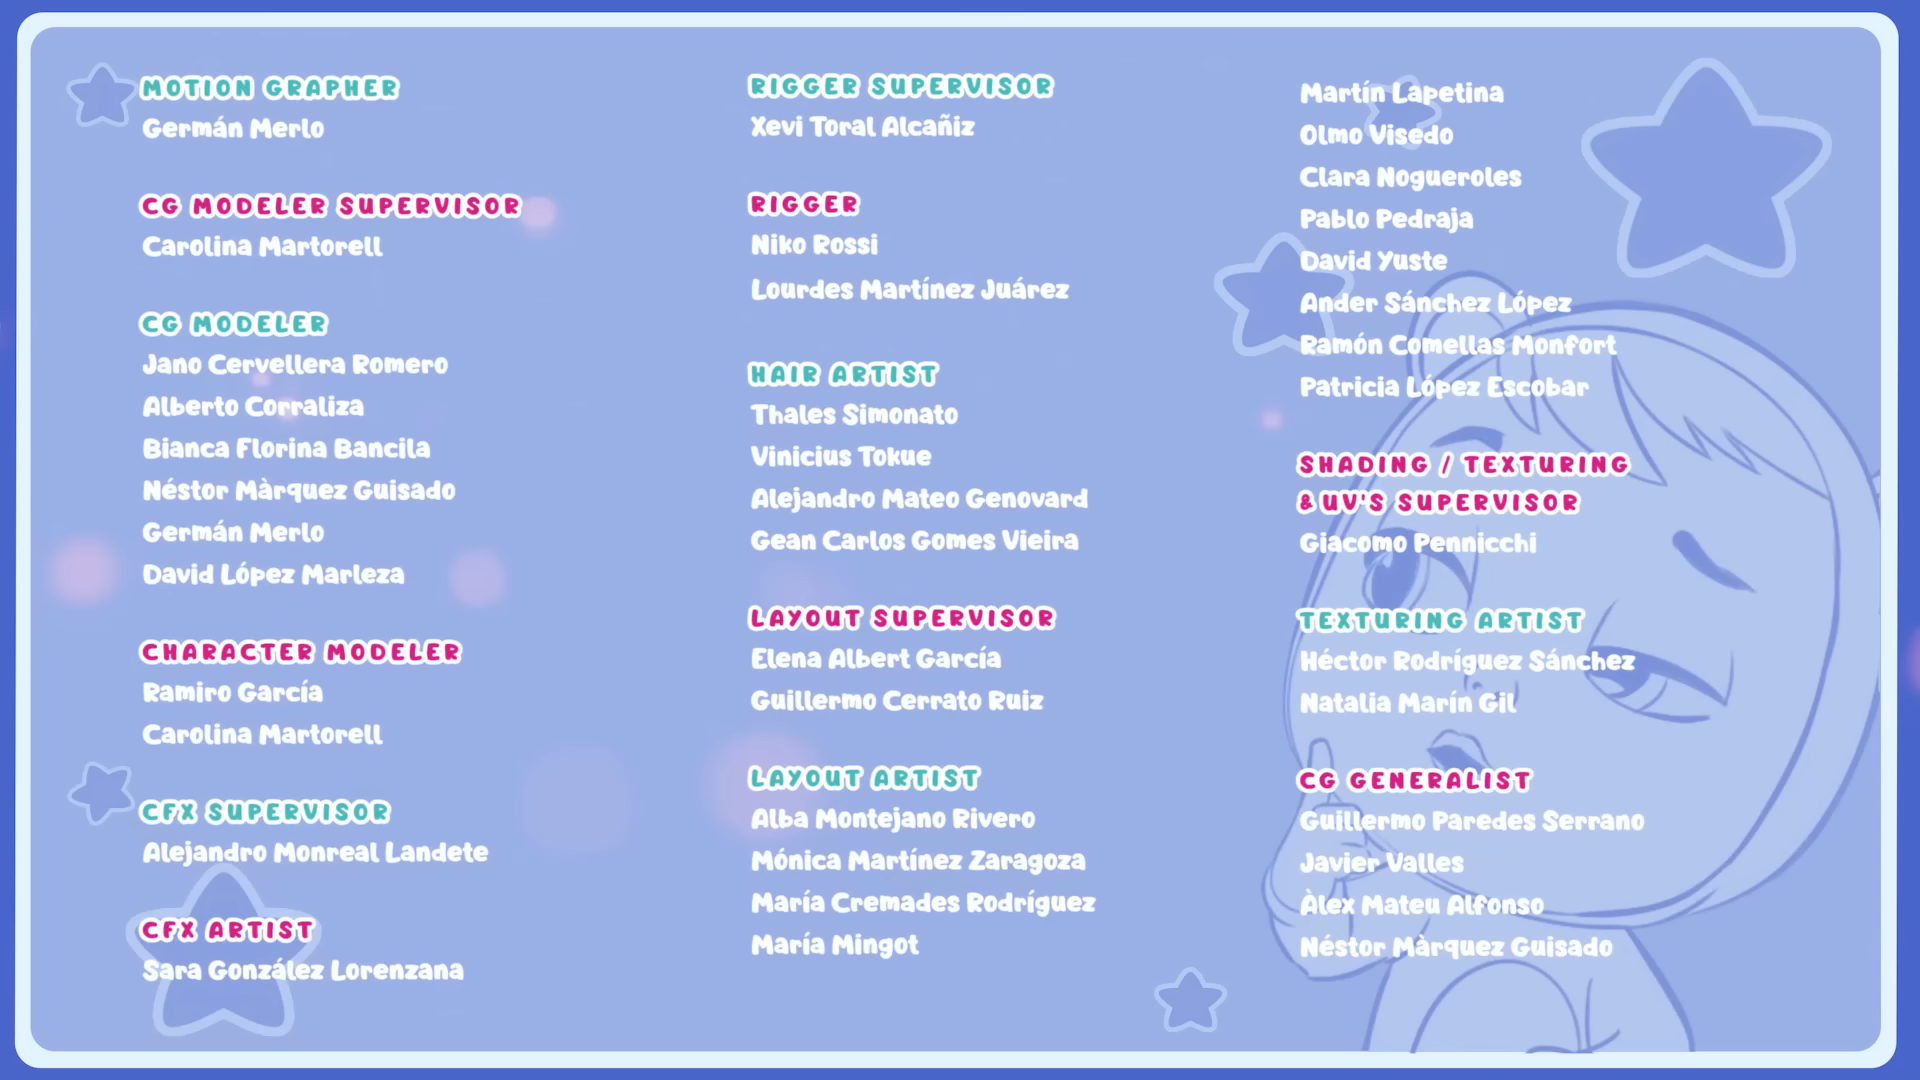 MOTION GRAPHER
Germán Merlo
CG MODELER SUPERVISOR
Carolina Martorell
CG MODELER
Jano Cervellera Romero
Alberto Corraliza
Bianca Florina Bancila
Néstor Màrquez Guisado
Germán Merlo
David López Marleza
CHARACTER MODELER
Ramiro García
Carolina Martorell
CFX SUPERVISOR
Alejandro Monreal Landete
CFX ARTIST
Sara González Lorenzana
RIGGER SUPERVISOR
Xevi Toral Alcañiz
RIGGER
Niko Rossi
Lourdes Martínez Juárez
HAIR ARTIST
Thales Simonato
Vinicius Tokue
Alejandro Mateo Genovard
Gean Carlos Gomes Vieira
LAYOUT SUPERVISOR
Elena Albert García
Guillermo Cerrato Ruiz
LAYOUT ARTIST
Alba Montejano Rivero
Mónica Martínez Zaragoza
María Cremades Rodríguez
María Mingot
Martín Lapetina
Olmo Visedo
Clara Nogueroles
Pablo Pedraja
David Yuste
Ander Sánchez López
Ramón Comellas Monfort
Patricia López Escobar
SHADING / TEXTURING
& UV'S SUPERVISOR
Giacomo Pennicchi
TEXTURING ARTIST
Héctor Rodríguez Sánchez
Natalia Marín Gil
CG GENERALIST
Guillermo Paredes Serrano
Javier Valles
Àlex Mateu Alfonso
Néstor Màrquez Guisado